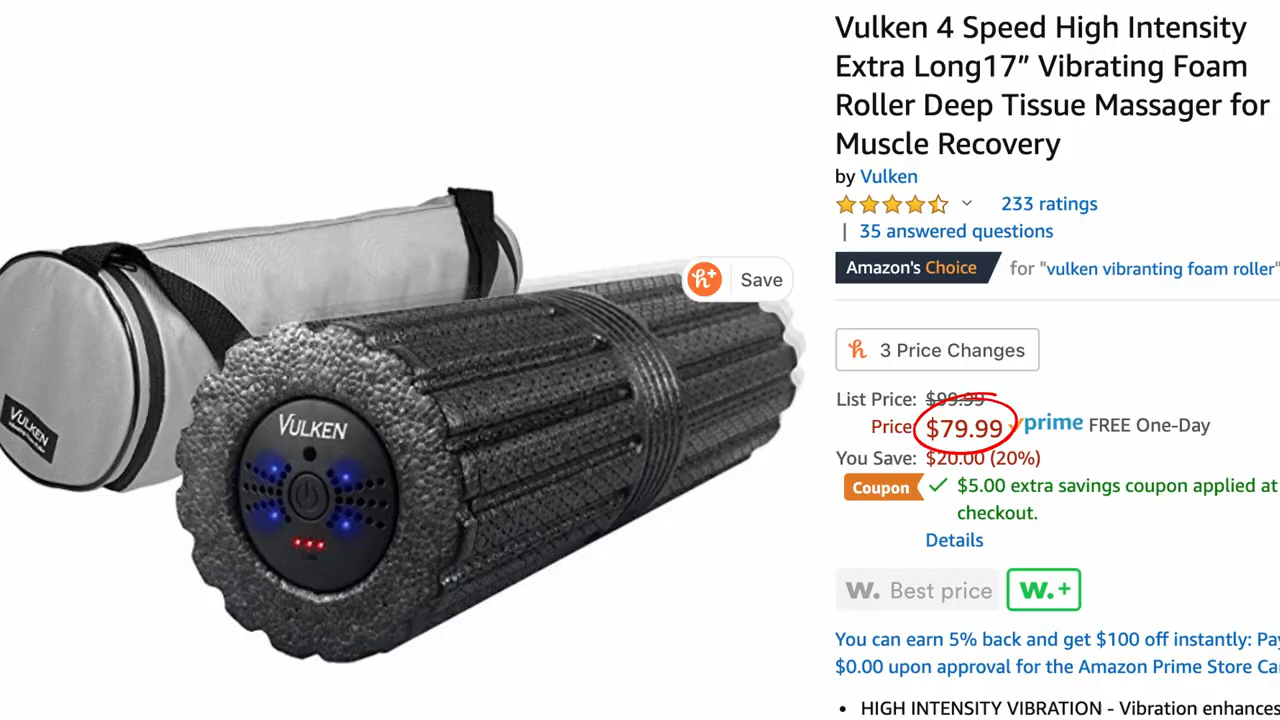 Vulken 4 Speed High Intensity
Extra Long17” Vibrating Foam
Roller Deep Tissue Massager for
Muscle Recovery
by Vulken
233 ratings
| 35 answered questions
Amazon's Choice for "vulken vibranting foam roller"
Save
3 Price Changes
List Price: $99.99
Price: $79.99 prime FREE One-Day
You Save: $20.00 (20%)
Coupon $5.00 extra savings coupon applied at
checkout.
Details
w. Best price w.+
You can earn 5% back and get $100 off instantly: Pay
$0.00 upon approval for the Amazon Prime Store Ca
• HIGH INTENSITY VIBRATION - Vibration enhances
VULKEN
VULKEN